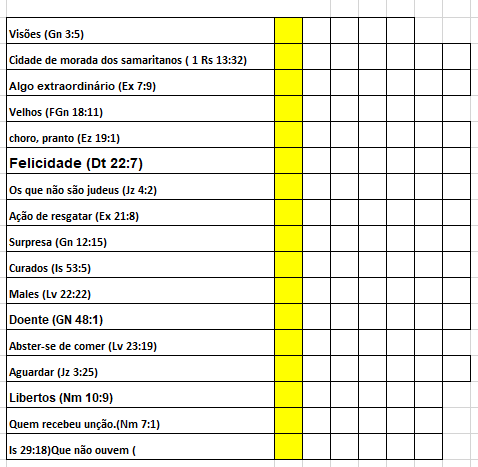 Visões (Gn 3:5)
Cidade de morada dos samaritanos ( 1 Rs 13:32)
Algo extraordinário (Ex 7:9)
Velhos (FGn 18:11)
choro, pranto (Ez 19:1)
Felicidade (Dt 22:7)
Os que não são judeus (Jz 4:2)
Ação de resgatar (Ex 21:8)
Surpresa (Gn 12:15)
Curados (Is 53:5)
Males (Lv 22:22)
Doente (GN 48:1)
Abster-se de comer (Lv 23:19)
Aguardar (Jz 3:25)
Libertos (Nm 10:9)
Quem recebeu unção.(Nm 7:1)
Is 29:18)Que não ouvem (